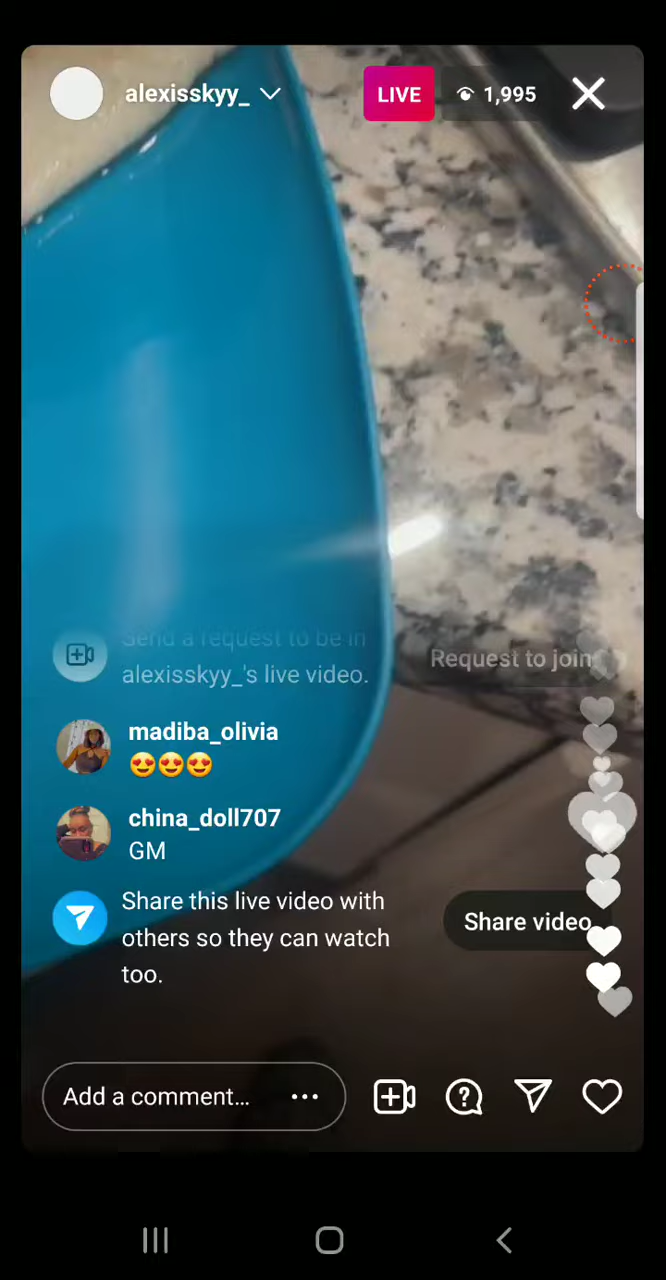 alexisskyy_
LIVE
1,995
Send a request to be in
alexisskyy_'s live video.
Request to join
madiba_olivia
😍😍😍
china_doll707
GM
Share this live video with
others so they can watch
too.
Share video
Add a comment...